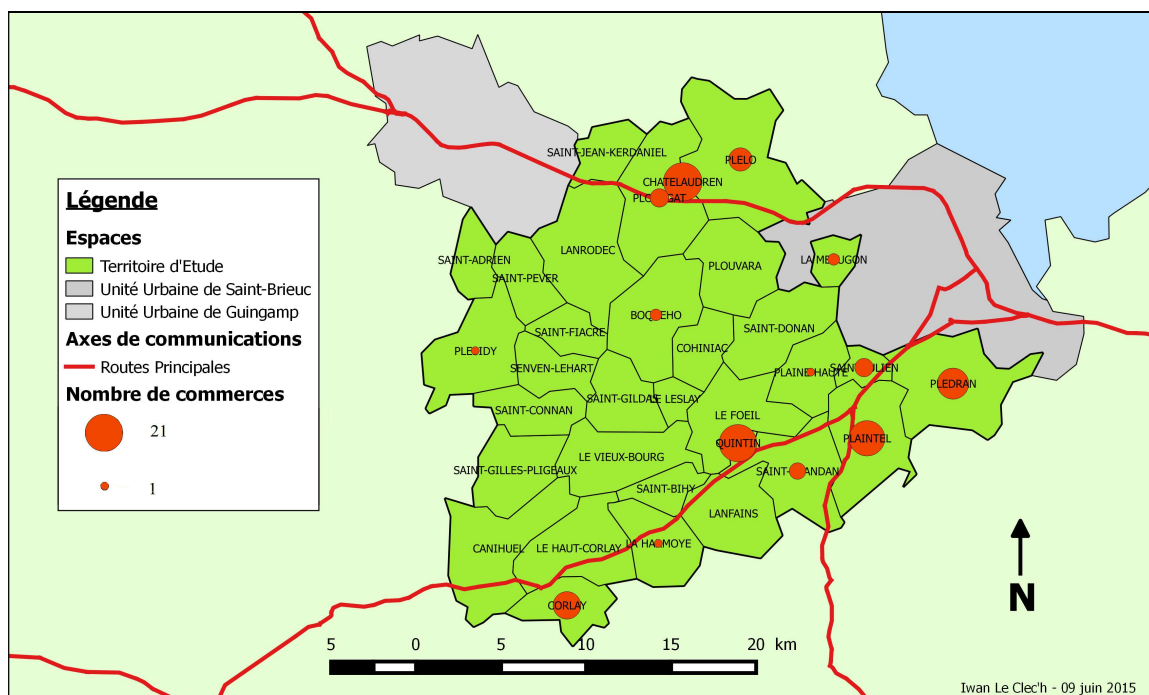 Légende
Espaces
Territoire d'Etude
Unité Urbaine de Saint-Brieuc
Unité Urbaine de Guingamp
Axes de communications
Routes Principales
Nombre de commerces
21
1
SAINT-JEAN-KERDANIEL
PLELO
CHATELAUDREN
LANRODEC
SAINT-ADRIEN
SAINT-PEVER
PLOUVARA
SAINT-FIACRE
SAINT-DONAN
COHINIAC
SENVEN-LEHART
PLAINE-HAUTE
PLEDRAN
SAINT-CONNAN
SAINT-GILDAS
LE LESLAY
LE FOEIL
QUINTIN
PLAINTEL
LE VIEUX-BOURG
SAINT-GILLES-PLIGEAUX
SAINT-BIHY
LANFAINS
CANIHUEL
LE HAUT-CORLAY
CORLAY
N
5 0 5 10 15 20 km
Iwan Le Clec'h - 09 juin 2015